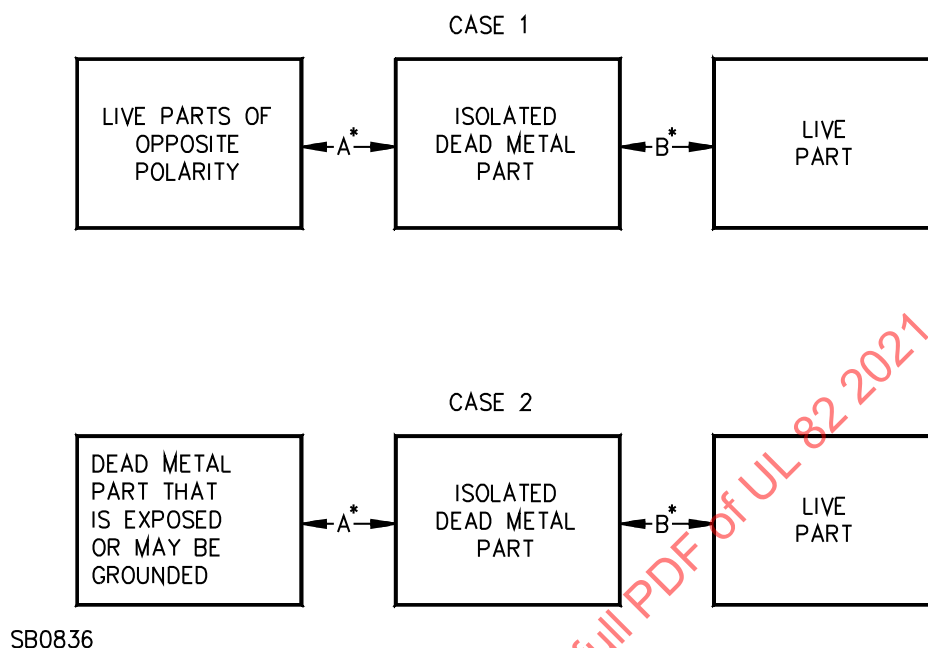 CASE 1
LIVE PARTS OF
OPPOSITE
POLARITY
A*
ISOLATED
DEAD METAL
PART
B*
LIVE
PART
CASE 2
DEAD METAL
PART THAT
IS EXPOSED
OR MAY BE
GROUNDED
A*
ISOLATED
DEAD METAL
PART
B*
LIVE
PART
SB0836
full PDF of UL 82 2021